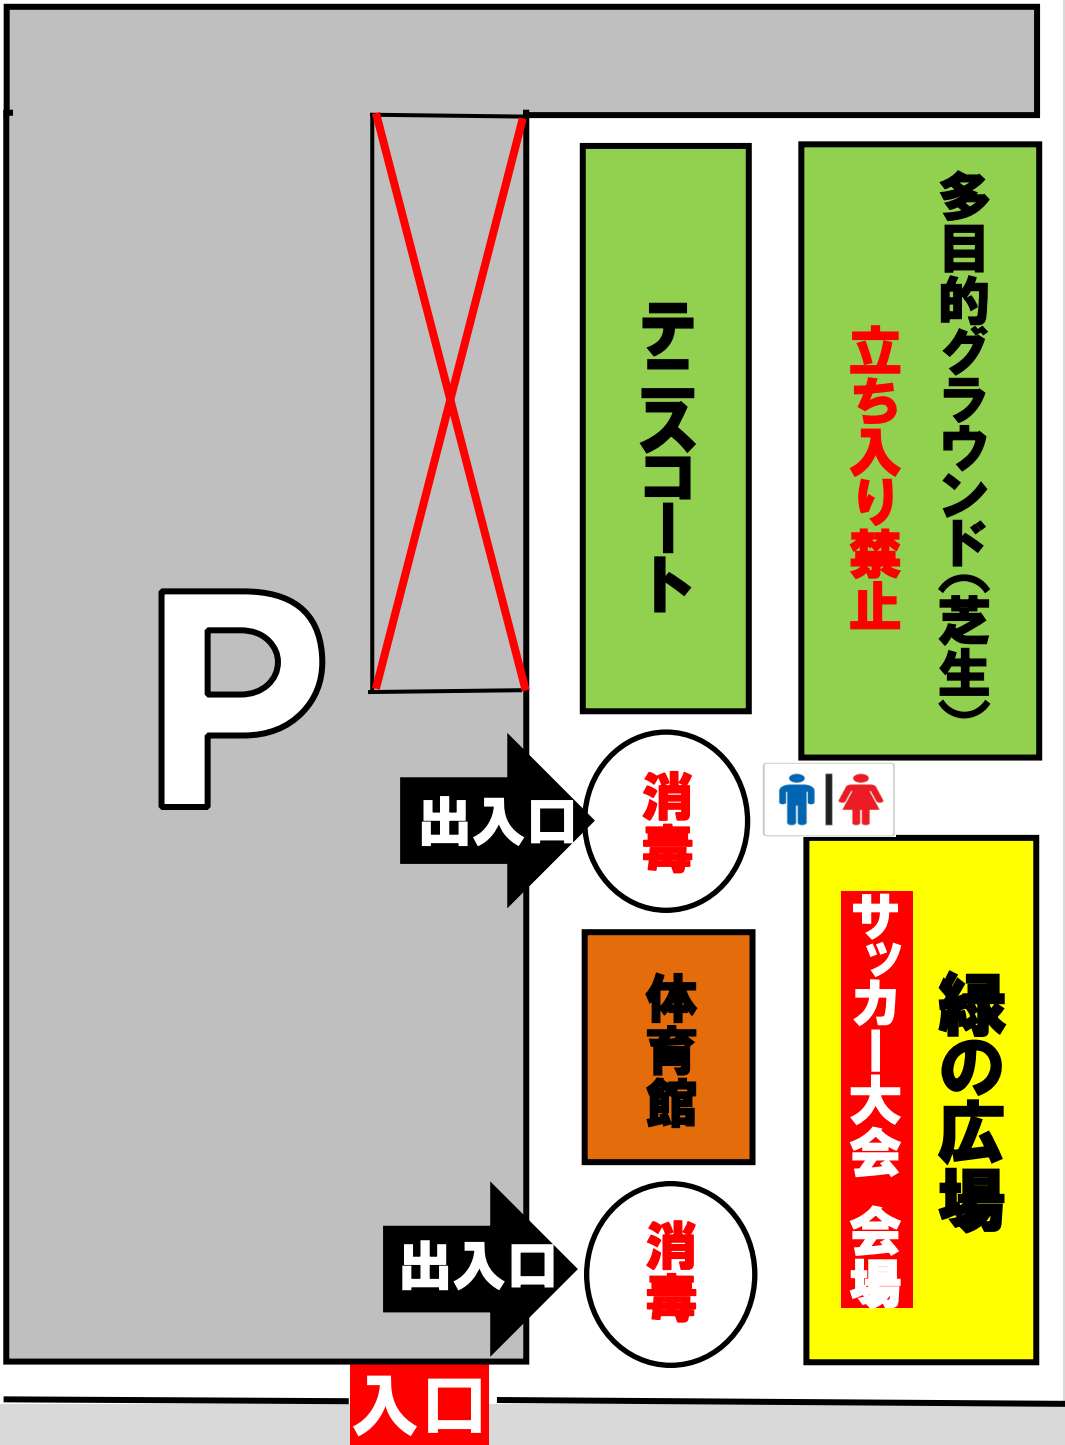 多目的グラウンド(芝生)
立ち入り禁止
テニスコート
P
出入口
消毒
体育館
緑の広場
サッカー大会 会場
出入口
消毒
入口